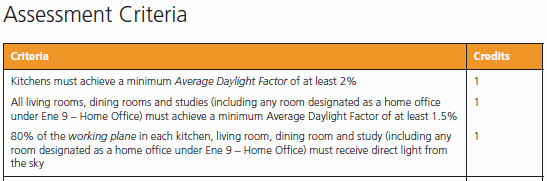 Assessment Criteria
Criteria Credits
Kitchens must achieve a minimum Average Daylight Factor of at least 2% 1
All living rooms, dining rooms and studies (including any room designated as a home office 1
under Ene 9 – Home Office) must achieve a minimum Average Daylight Factor of at least 1.5%
80% of the working plane in each kitchen, living room, dining room and study (including any 1
room designated as a home office under Ene 9 – Home Office) must receive direct light from
the sky